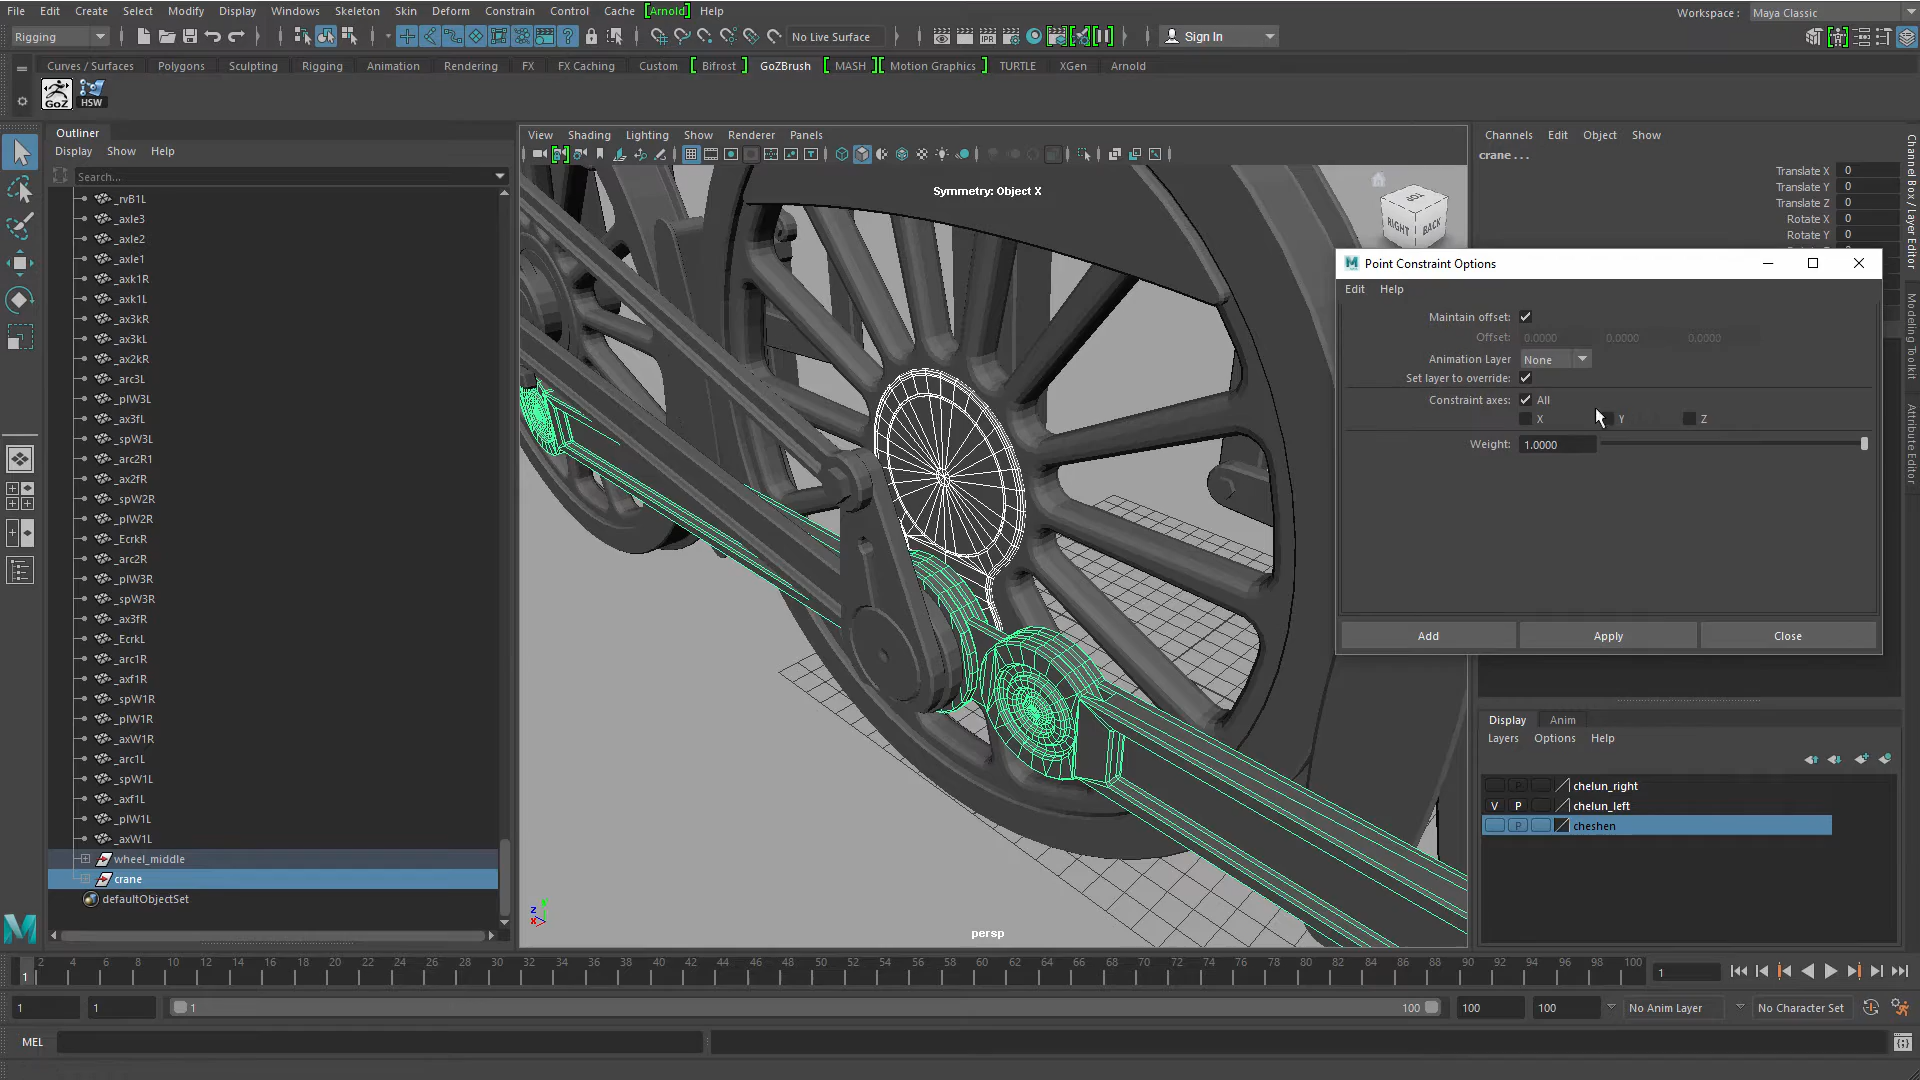 File Edit Create Select Modify Display Windows Skeleton Skin Deform Constrain Control Cache [Arnold] Help
Workspace : Maya Classic
Rigging
No Live Surface
Sign In
Curves / Surfaces Polygons Sculpting Rigging Animation Rendering FX FX Caching Custom [ Bifrost ] GoZBrush [ MASH ][ Motion Graphics ] TURTLE XGen Arnold
GoZ HSW
Outliner
Display Show Help
Search...
_rvB1L
_axle3
_axle2
_axle1
_axk1R
_axk1L
_ax3kR
_ax3kL
_ax2kR
_arc3L
_plW3L
_ax3fL
_spW3L
_arc2R1
_ax2fR
_spW2R
_plW2R
_EcrkR
_arc2R
_plW3R
_spW3R
_ax3fR
_EcrkL
_arc1R
_axf1R
_spW1R
_plW1R
_axW1R
_arc1L
_spW1L
_axf1L
_plW1L
_axW1L
wheel_middle
crane
defaultObjectSet
View Shading Lighting Show Renderer Panels
Symmetry: Object X
RIGHT BACK
persp
Channels Edit Object Show
crane . . .
Translate X 0
Translate Y 0
Translate Z 0
Rotate X 0
Rotate Y 0
Channel Box / Layer Editor
Modeling Toolkit
Attribute Editor
Point Constraint Options
Edit Help
Maintain offset:
Offset: 0.0000 0.0000 0.0000
Animation Layer None
Set layer to override:
Constraint axes: All
X Y Z
Weight: 1.0000
Add Apply Close
Display Anim
Layers Options Help
P chelun_right
V P chelun_left
P cheshen
2 4 6 8 10 12 14 16 18 20 22 24 26 28 30 32 34 36 38 40 42 44 46 48 50 52 54 56 58 60 62 64 66 68 70 72 74 76 78 80 82 84 86 88 90 92 94 96 98 100
1
1
1 1 1 100 100 100 No Anim Layer No Character Set
MEL